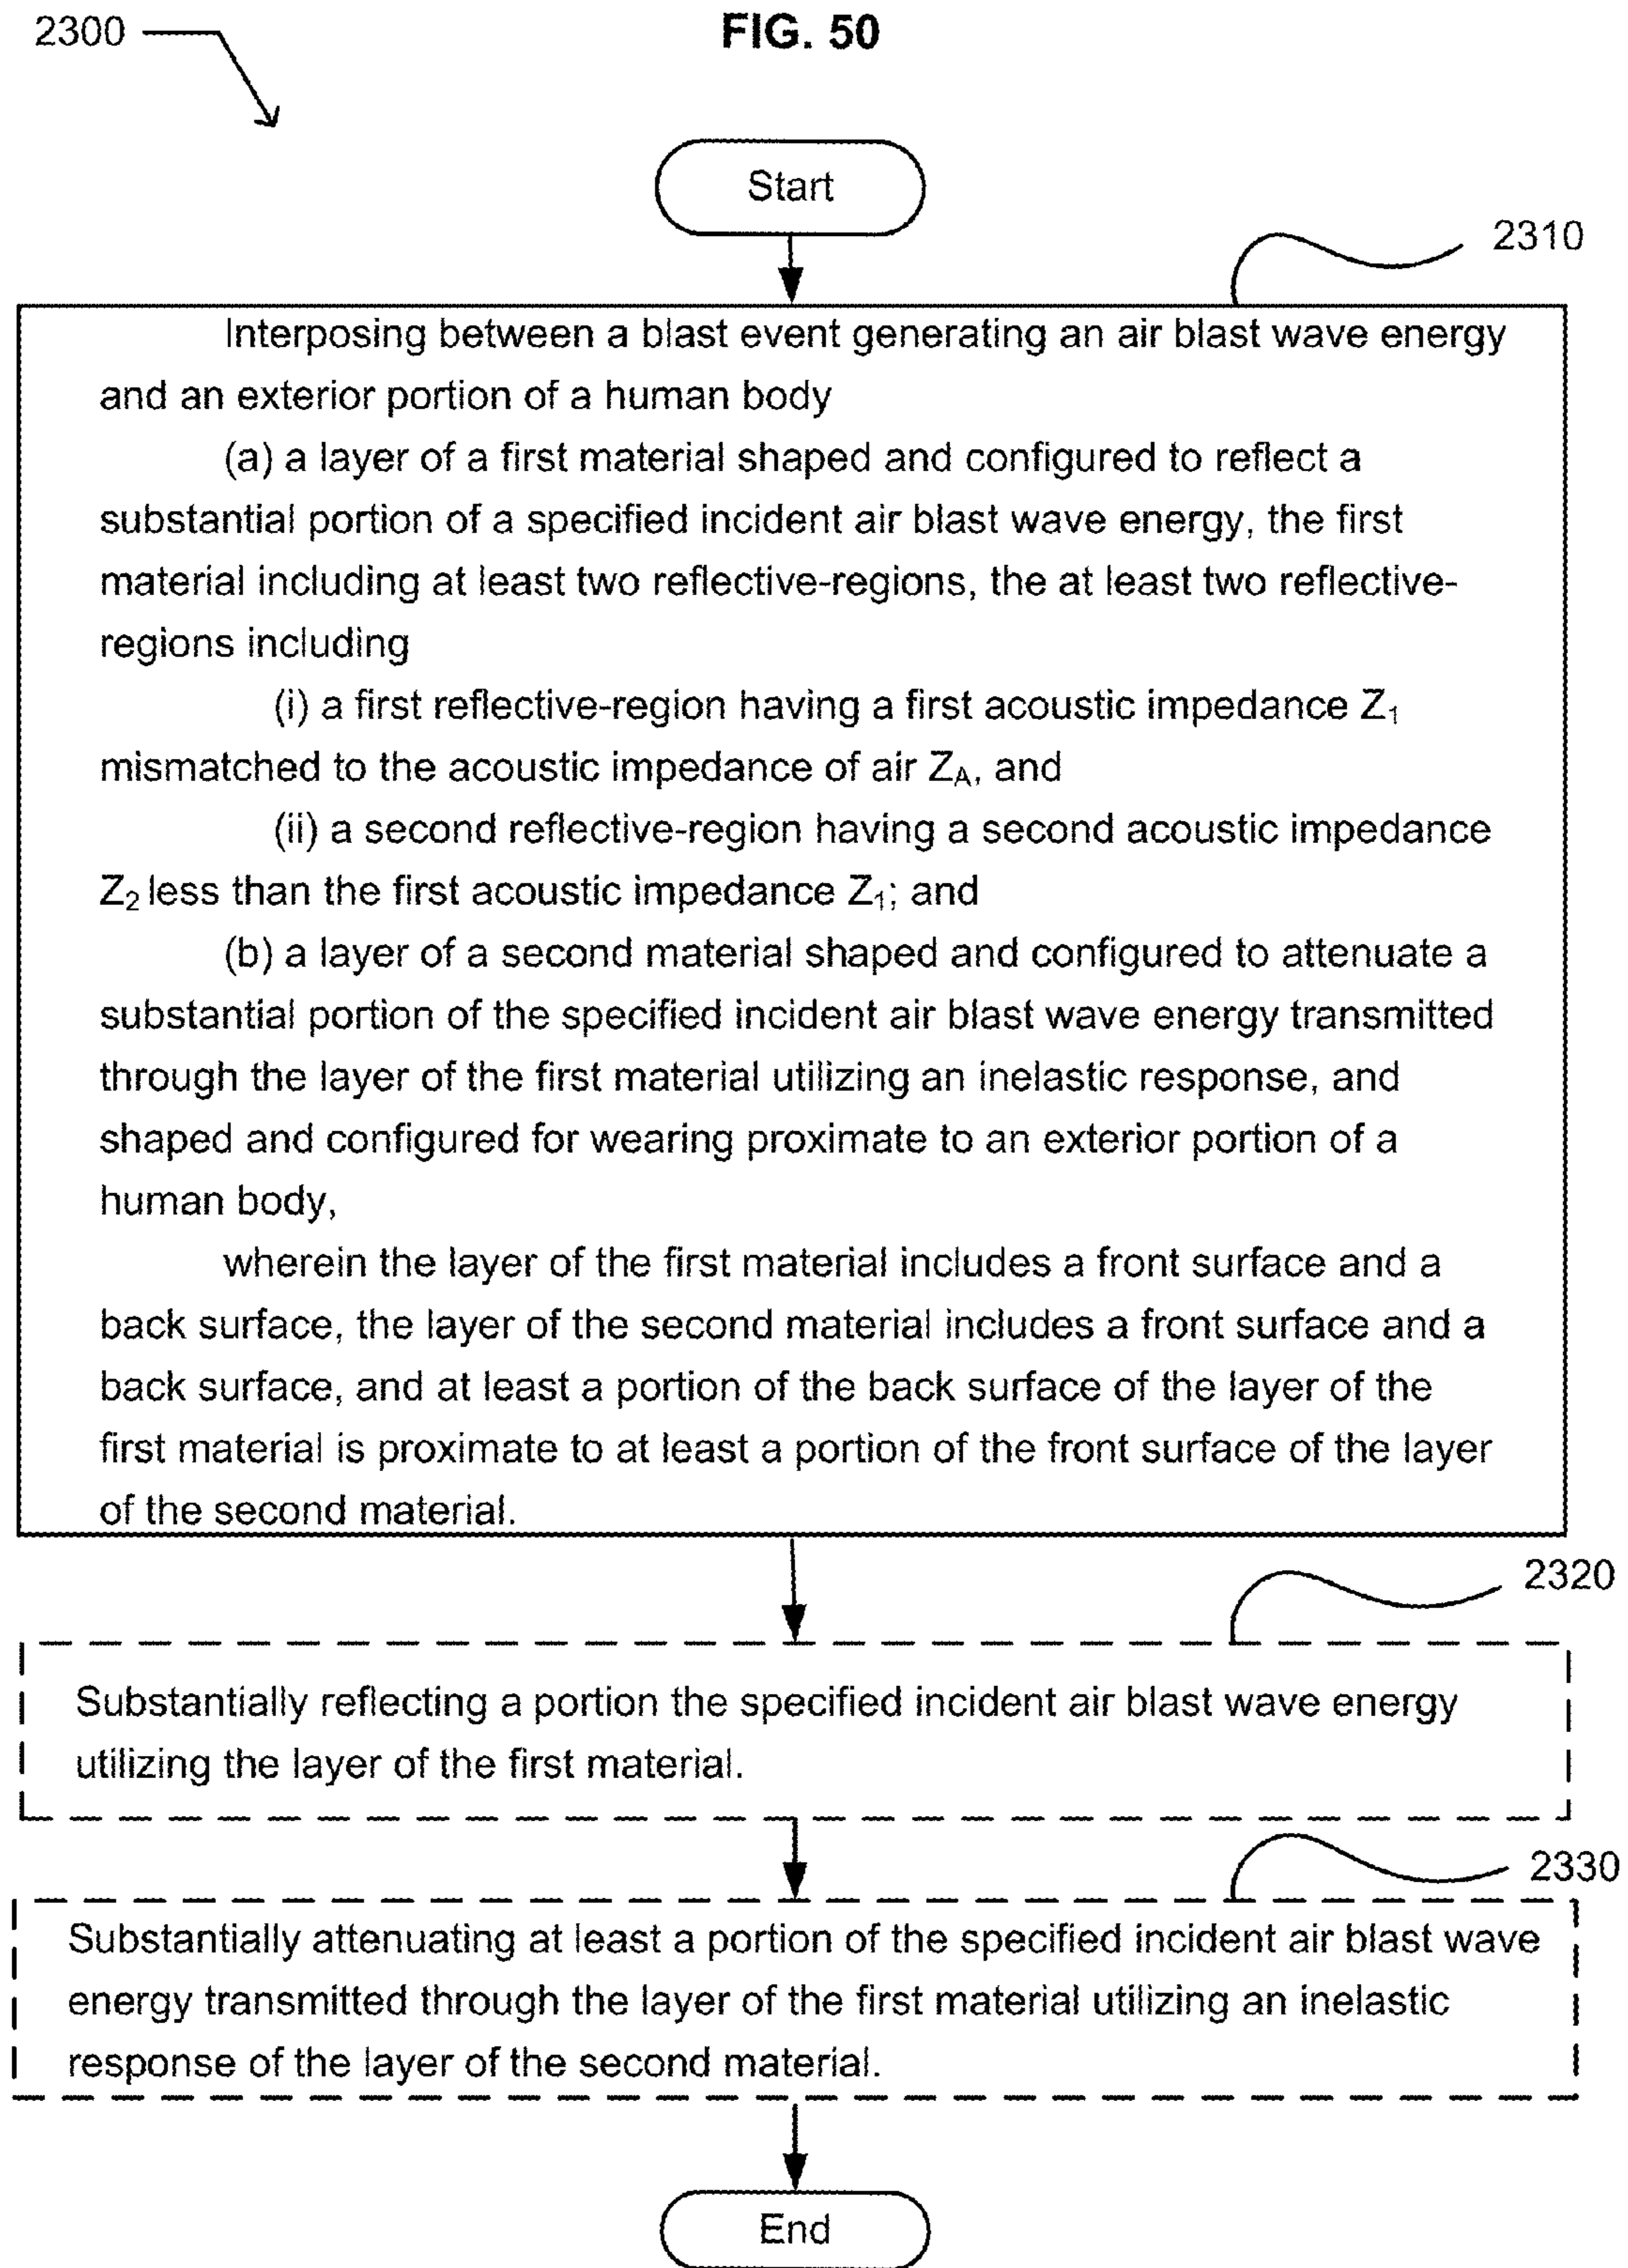 2300
FIG. 50
Start
2310
Interposing between a blast event generating an air blast wave energy
and an exterior portion of a human body
(a) a layer of a first material shaped and configured to reflect a
substantial portion of a specified incident air blast wave energy, the first
material including at least two reflective-regions, the at least two reflective-
regions including
(i) a first reflective-region having a first acoustic impedance Z₁
mismatched to the acoustic impedance of air Z_A, and
(ii) a second reflective-region having a second acoustic impedance
Z₂ less than the first acoustic impedance Z₁; and
(b) a layer of a second material shaped and configured to attenuate a
substantial portion of the specified incident air blast wave energy transmitted
through the layer of the first material utilizing an inelastic response, and
shaped and configured for wearing proximate to an exterior portion of a
human body,
wherein the layer of the first material includes a front surface and a
back surface, the layer of the second material includes a front surface and a
back surface, and at least a portion of the back surface of the layer of the
first material is proximate to at least a portion of the front surface of the layer
of the second material.
2320
Substantially reflecting a portion the specified incident air blast wave energy
utilizing the layer of the first material.
2330
Substantially attenuating at least a portion of the specified incident air blast wave
energy transmitted through the layer of the first material utilizing an inelastic
response of the layer of the second material.
End